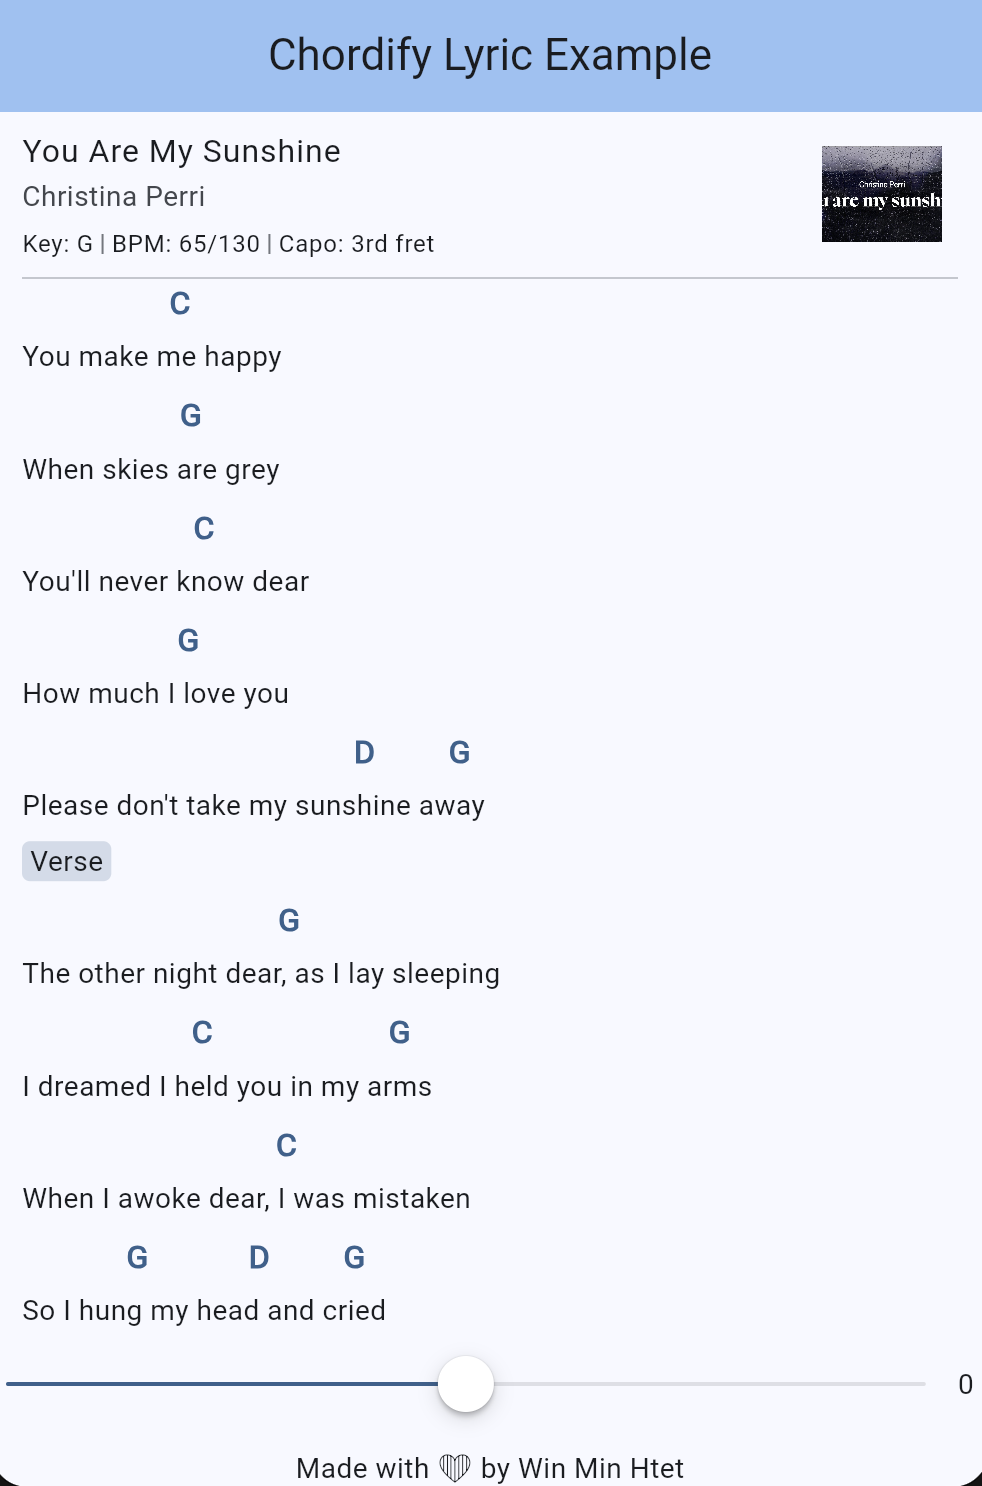 Chordify Lyric Example
You Are My Sunshine
Christina Perri
Key: G | BPM: 65/130 | Capo: 3rd fret
Christina Perri
u are my sunsh
C
You make me happy
G
When skies are grey
C
You'll never know dear
G
How much I love you
D G
Please don't take my sunshine away
Verse
G
The other night dear, as I lay sleeping
C G
I dreamed I held you in my arms
C
When I awoke dear, I was mistaken
G D G
So I hung my head and cried
0
Made with 🤍 by Win Min Htet